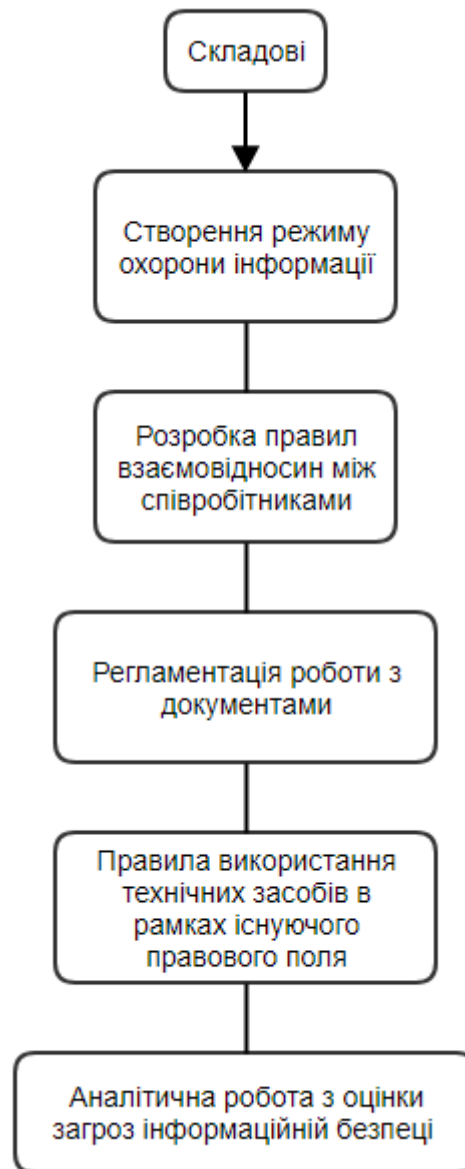 Складові
Створення режиму
охорони інформації
Розробка правил
взаємовідносин між
співробітниками
Регламентація роботи з
документами
Правила використання
технічних засобів в
рамках існуючого
правового поля
Аналітична робота з оцінки
загроз інформаційній безпеці